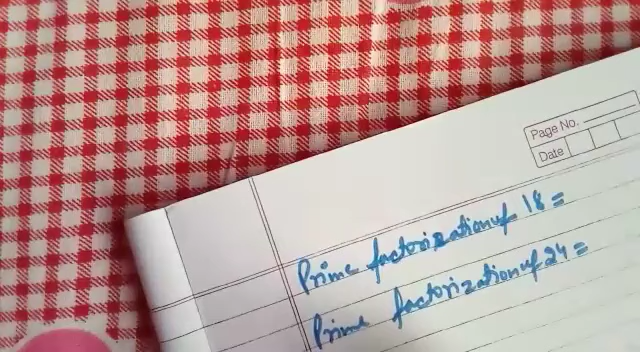 Page No.
Date
Prime factorization of 18 =
Prime factorization of 24 =